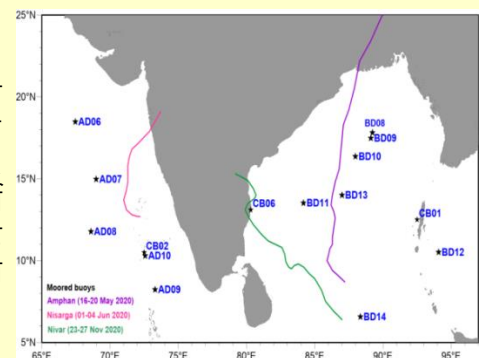 25°N
20°N
15°N
10°N
5°N
65°E 70°E 75°E 80°E 85°E 90°E 95°E
AD06
AD07
AD08
CB02
AD10
AD09
CB06
BD11
BD08
BD09
BD10
BD13
CB01
BD12
BD14
Moored buoys
Amphan (16-20 May 2020)
Nisarga (01-04 Jun 2020)
Nivar (23-27 Nov 2020)